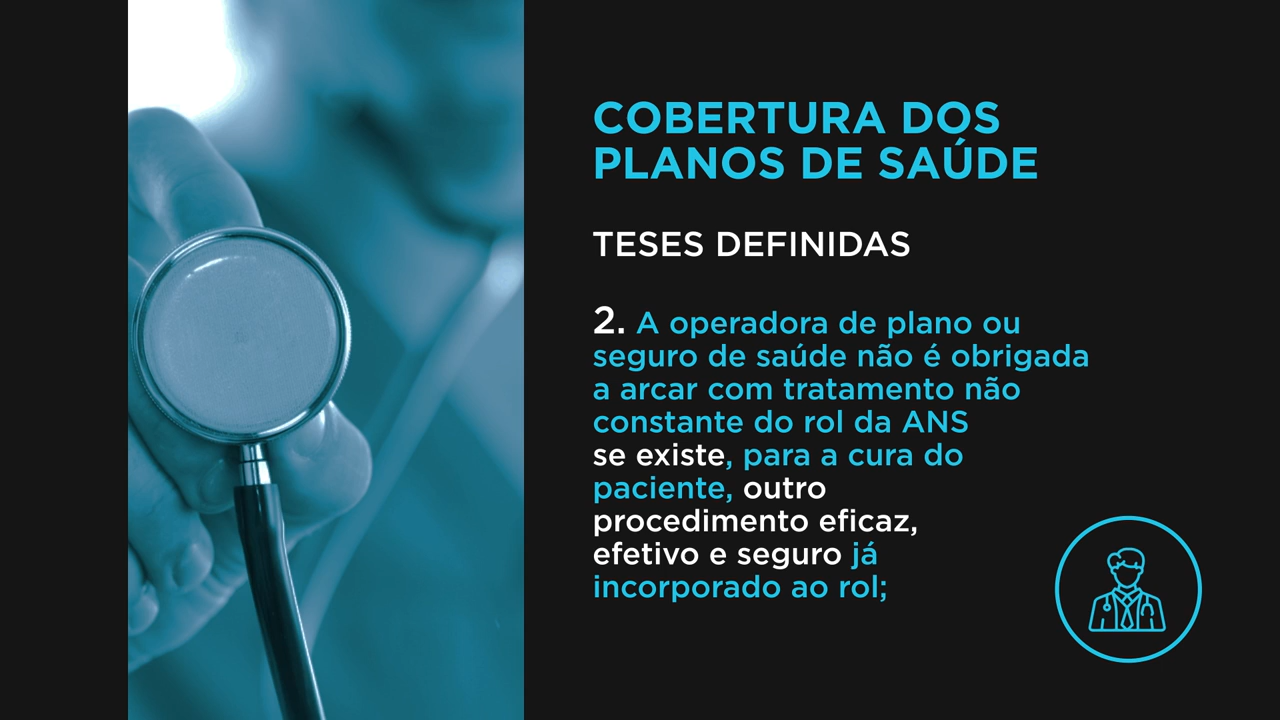 COBERTURA DOS
PLANOS DE SAÚDE
TESES DEFINIDAS
2. A operadora de plano ou
seguro de saúde não é obrigada
a arcar com tratamento não
constante do rol da ANS
se existe, para a cura do
paciente, outro
procedimento eficaz,
efetivo e seguro já
incorporado ao rol;